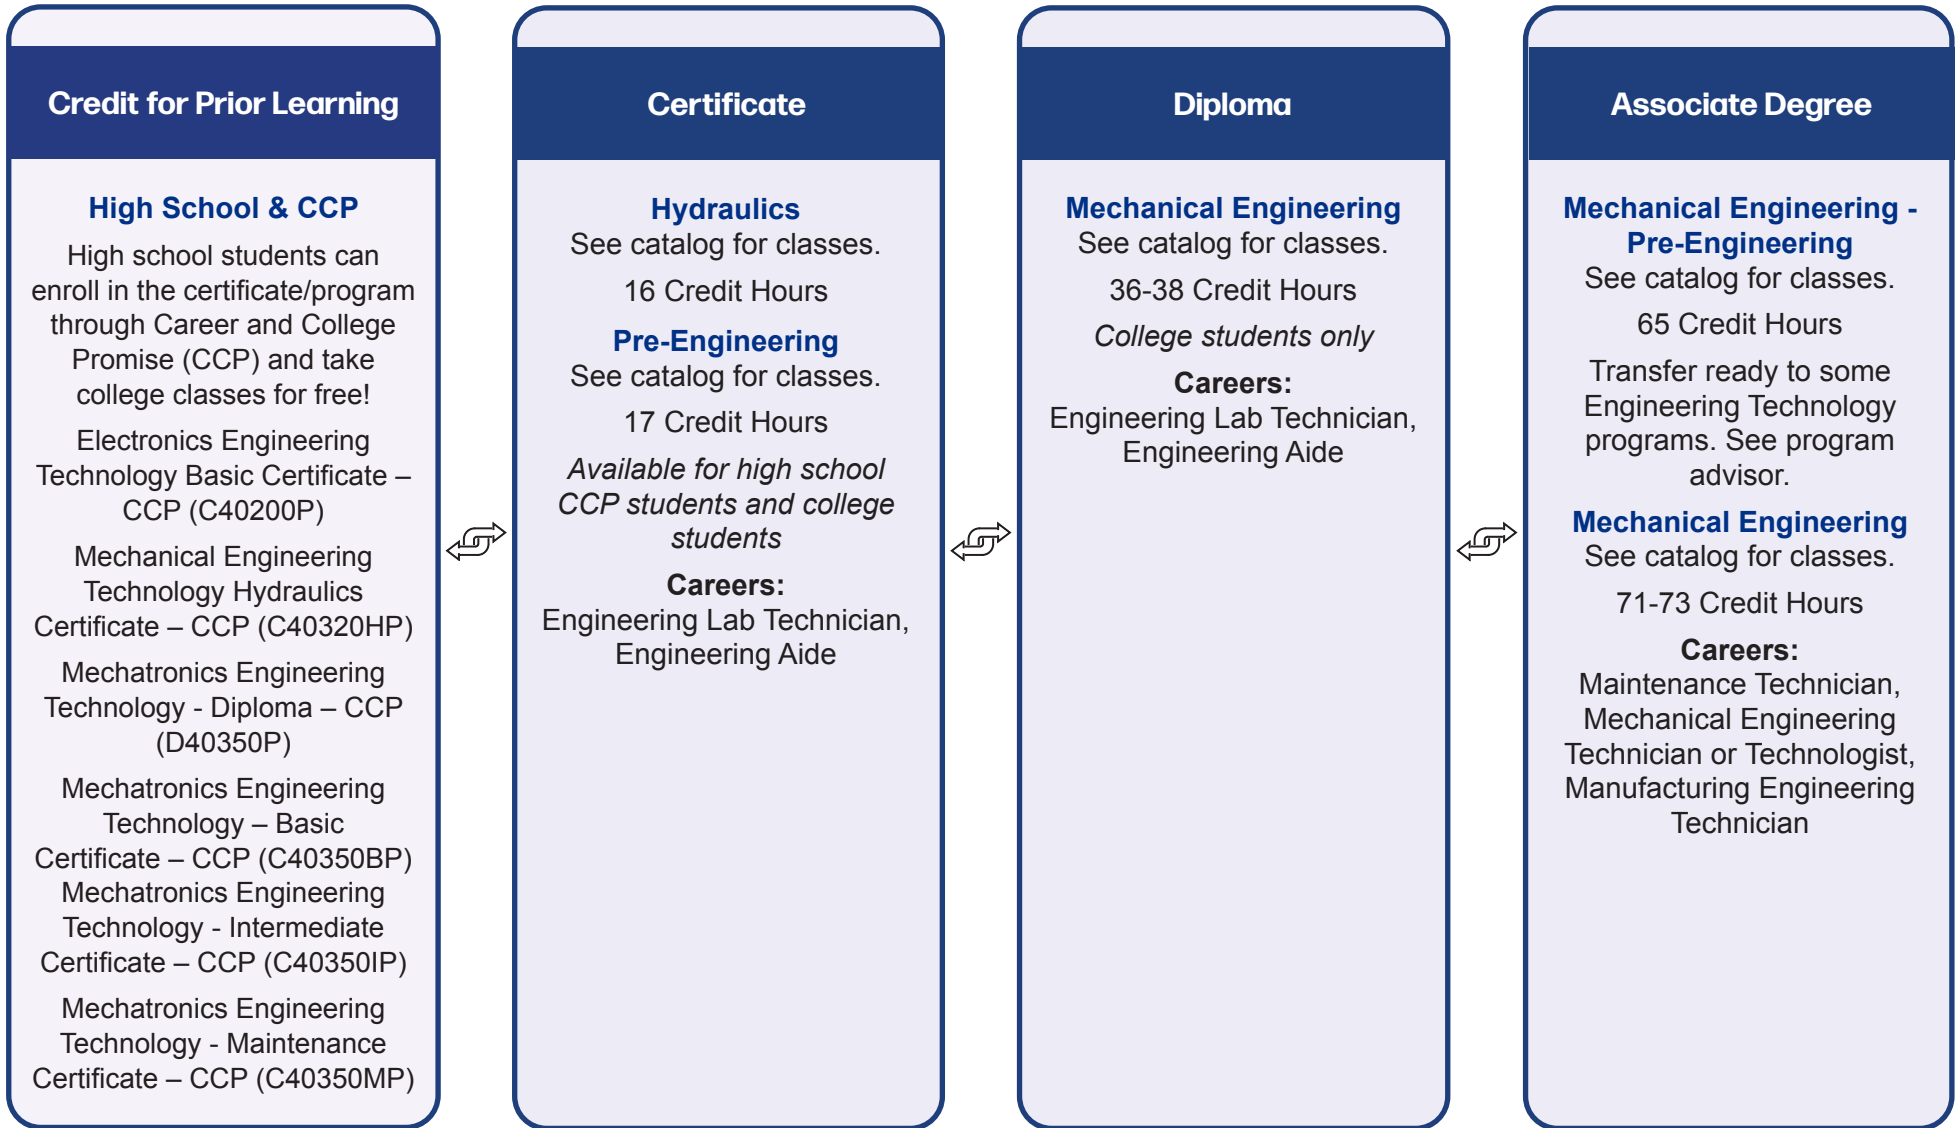 Credit for Prior Learning
High School & CCP
High school students can
enroll in the certificate/program
through Career and College
Promise (CCP) and take
college classes for free!
Electronics Engineering
Technology Basic Certificate –
CCP (C40200P)
Mechanical Engineering
Technology Hydraulics
Certificate – CCP (C40320HP)
Mechatronics Engineering
Technology - Diploma – CCP
(D40350P)
Mechatronics Engineering
Technology – Basic
Certificate – CCP (C40350BP)
Mechatronics Engineering
Technology - Intermediate
Certificate – CCP (C40350IP)
Mechatronics Engineering
Technology - Maintenance
Certificate – CCP (C40350MP)
Certificate
Hydraulics
See catalog for classes.
16 Credit Hours
Pre-Engineering
See catalog for classes.
17 Credit Hours
Available for high school
CCP students and college
students
Careers:
Engineering Lab Technician,
Engineering Aide
Diploma
Mechanical Engineering
See catalog for classes.
36-38 Credit Hours
College students only
Careers:
Engineering Lab Technician,
Engineering Aide
Associate Degree
Mechanical Engineering -
Pre-Engineering
See catalog for classes.
65 Credit Hours
Transfer ready to some
Engineering Technology
programs. See program
advisor.
Mechanical Engineering
See catalog for classes.
71-73 Credit Hours
Careers:
Maintenance Technician,
Mechanical Engineering
Technician or Technologist,
Manufacturing Engineering
Technician